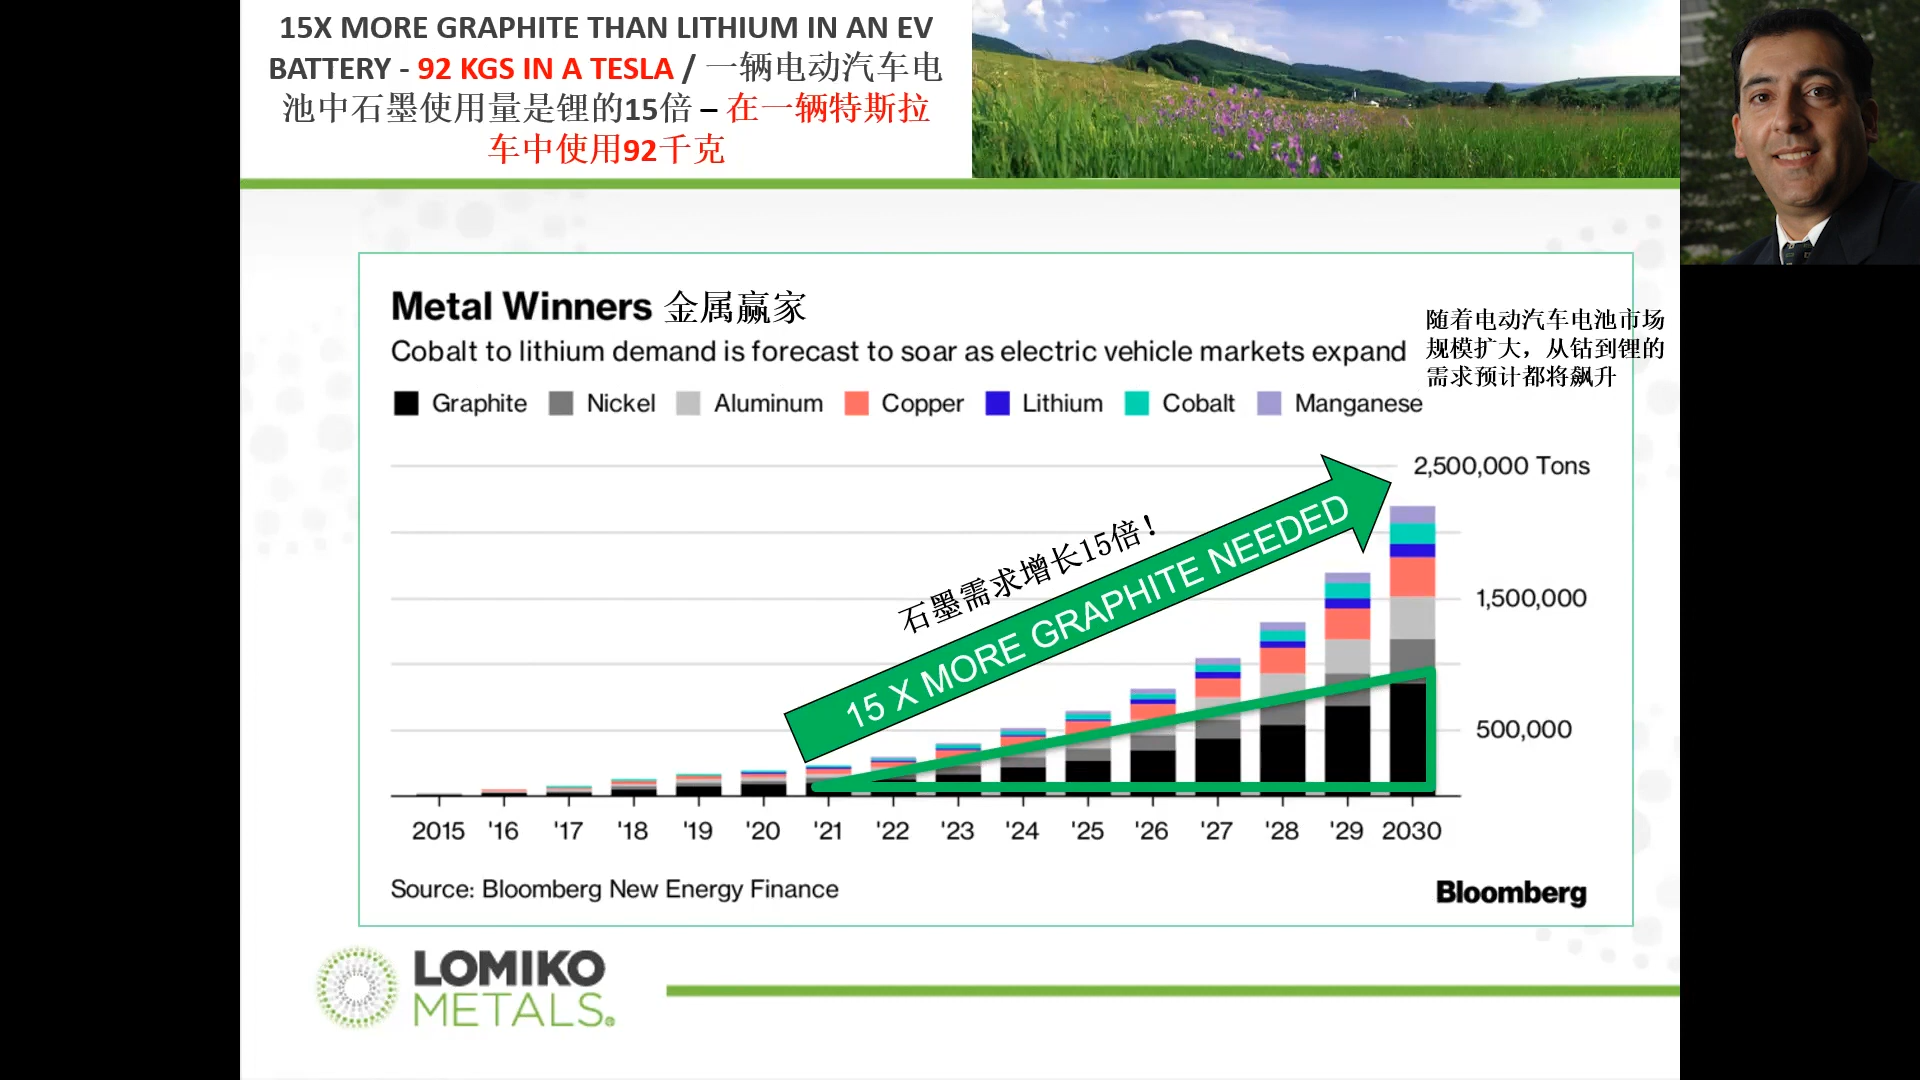 15X MORE GRAPHITE THAN LITHIUM IN AN EV
BATTERY - 92 KGS IN A TESLA / 一辆电动汽车电
池中石墨使用量是锂的15倍 – 在一辆特斯拉
车中使用92千克
Metal Winners 金属赢家
Cobalt to lithium demand is forecast to soar as electric vehicle markets expand
随着电动汽车电池市场
规模扩大，从钴到锂的
需求预计都将飙升
Graphite Nickel Aluminum Copper Lithium Cobalt Manganese
2,500,000 Tons
石墨需求增长15倍！
15 X MORE GRAPHITE NEEDED
1,500,000
500,000
2015 '16 '17 '18 '19 '20 '21 '22 '23 '24 '25 '26 '27 '28 '29 2030
Source: Bloomberg New Energy Finance
Bloomberg
LOMIKO
METALS